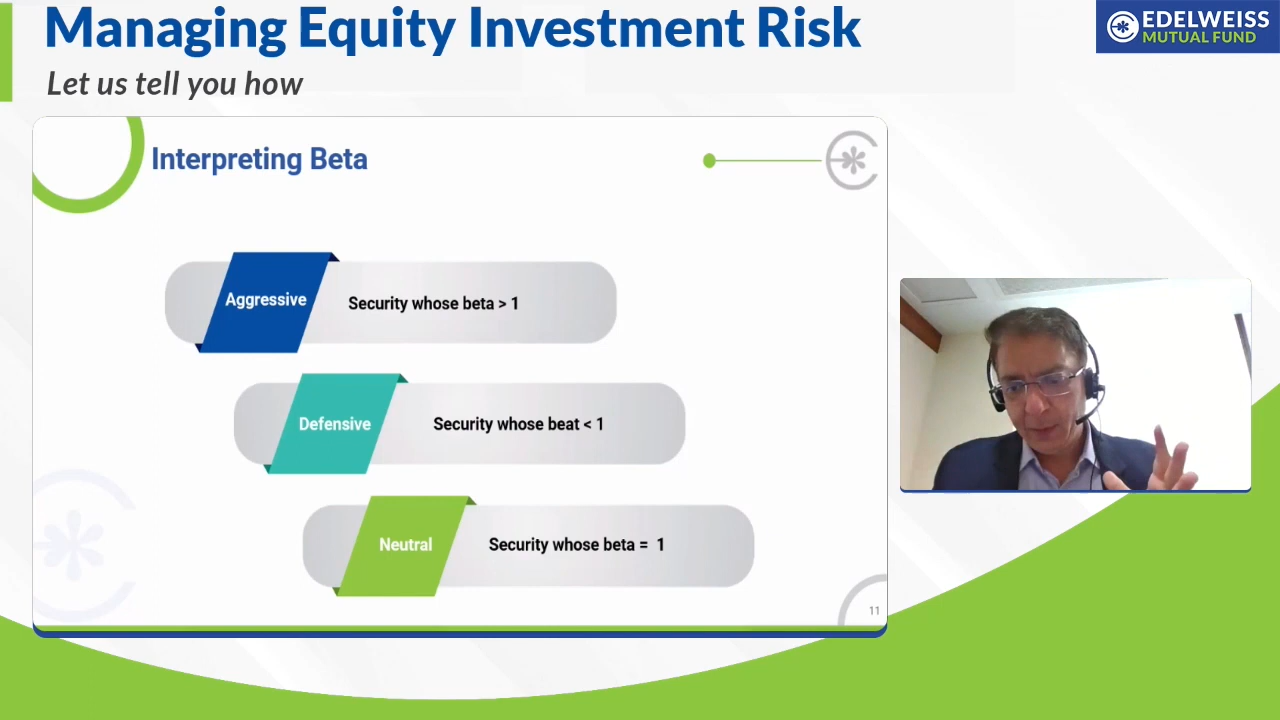 Managing Equity Investment Risk
Let us tell you how
EDELWEISS
MUTUAL FUND
Interpreting Beta
Aggressive
Security whose beta > 1
Defensive
Security whose beat < 1
Neutral
Security whose beta = 1
11